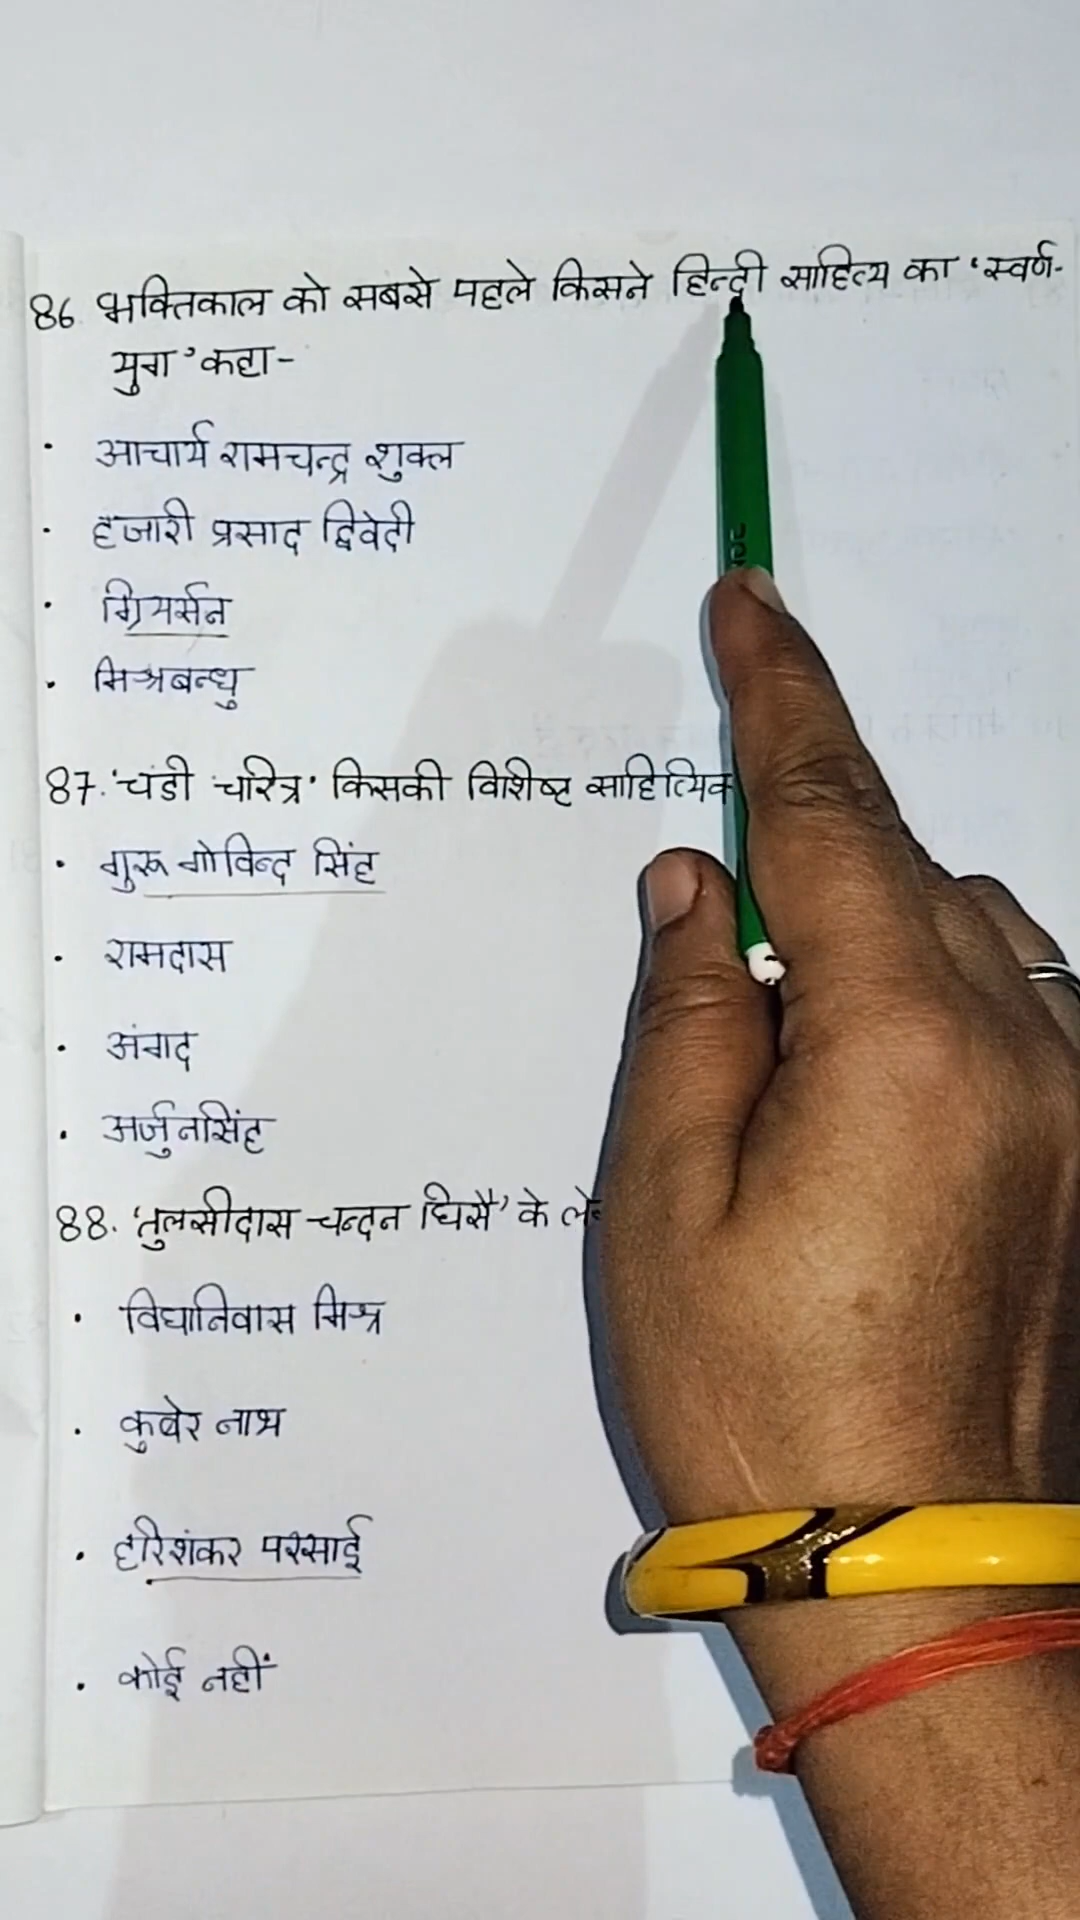 86. भक्तिकाल को सबसे पहले किसने हिन्दी साहित्य का 'स्वर्ण-
युग' कहा-
• आचार्य रामचन्द्र शुक्ल
• हजारी प्रसाद द्विवेदी
• ग्रियर्सन
• मिश्रबन्धु
87. 'चंडी चरित्र' किसकी विशिष्ट साहित्यिक
• गुरू गोविन्द सिंह
• रामदास
• अंगद
• अर्जुनसिंह
88. 'तुलसीदास चन्दन घिसै' के
• विद्यानिवास मिश्र
• कुबेर नाथ
• हरिशंकर परसाई
• कोई नहीं